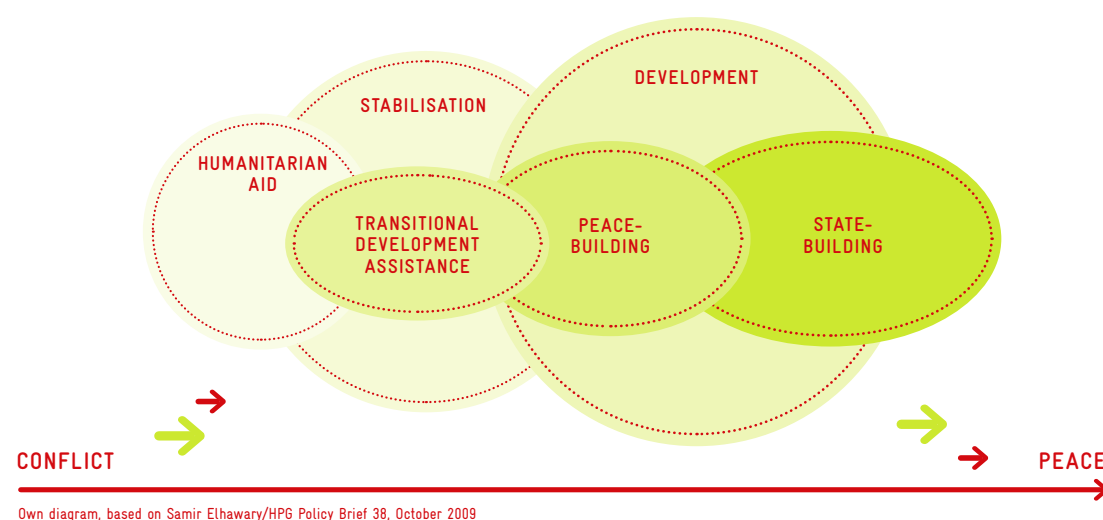 DEVELOPMENT
STABILISATION
HUMANITARIAN
AID
TRANSITIONAL
DEVELOPMENT
ASSISTANCE
PEACE-
BUILDING
STATE-
BUILDING
CONFLICT
PEACE
Own diagram, based on Samir Elhawary/HPG Policy Brief 38, October 2009